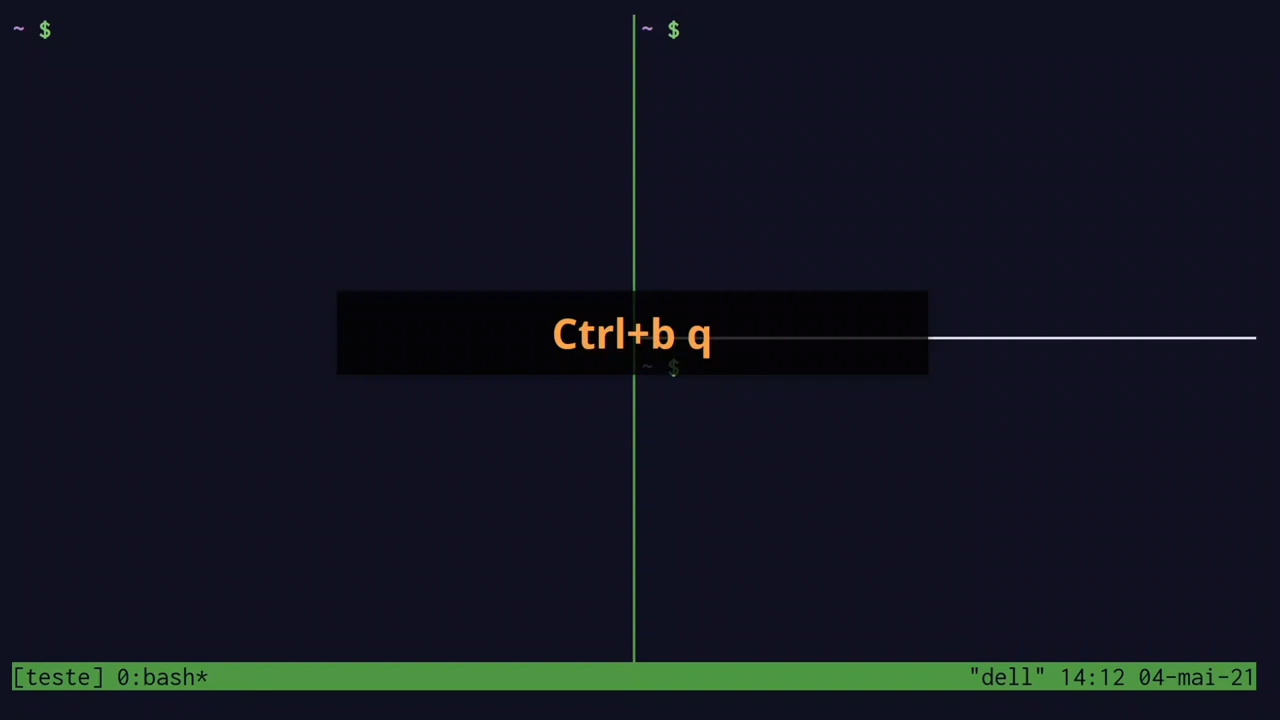 ~ $
~ $
Ctrl+b q
~ $
[teste] 0:bash*
"dell" 14:12 04-mai-21